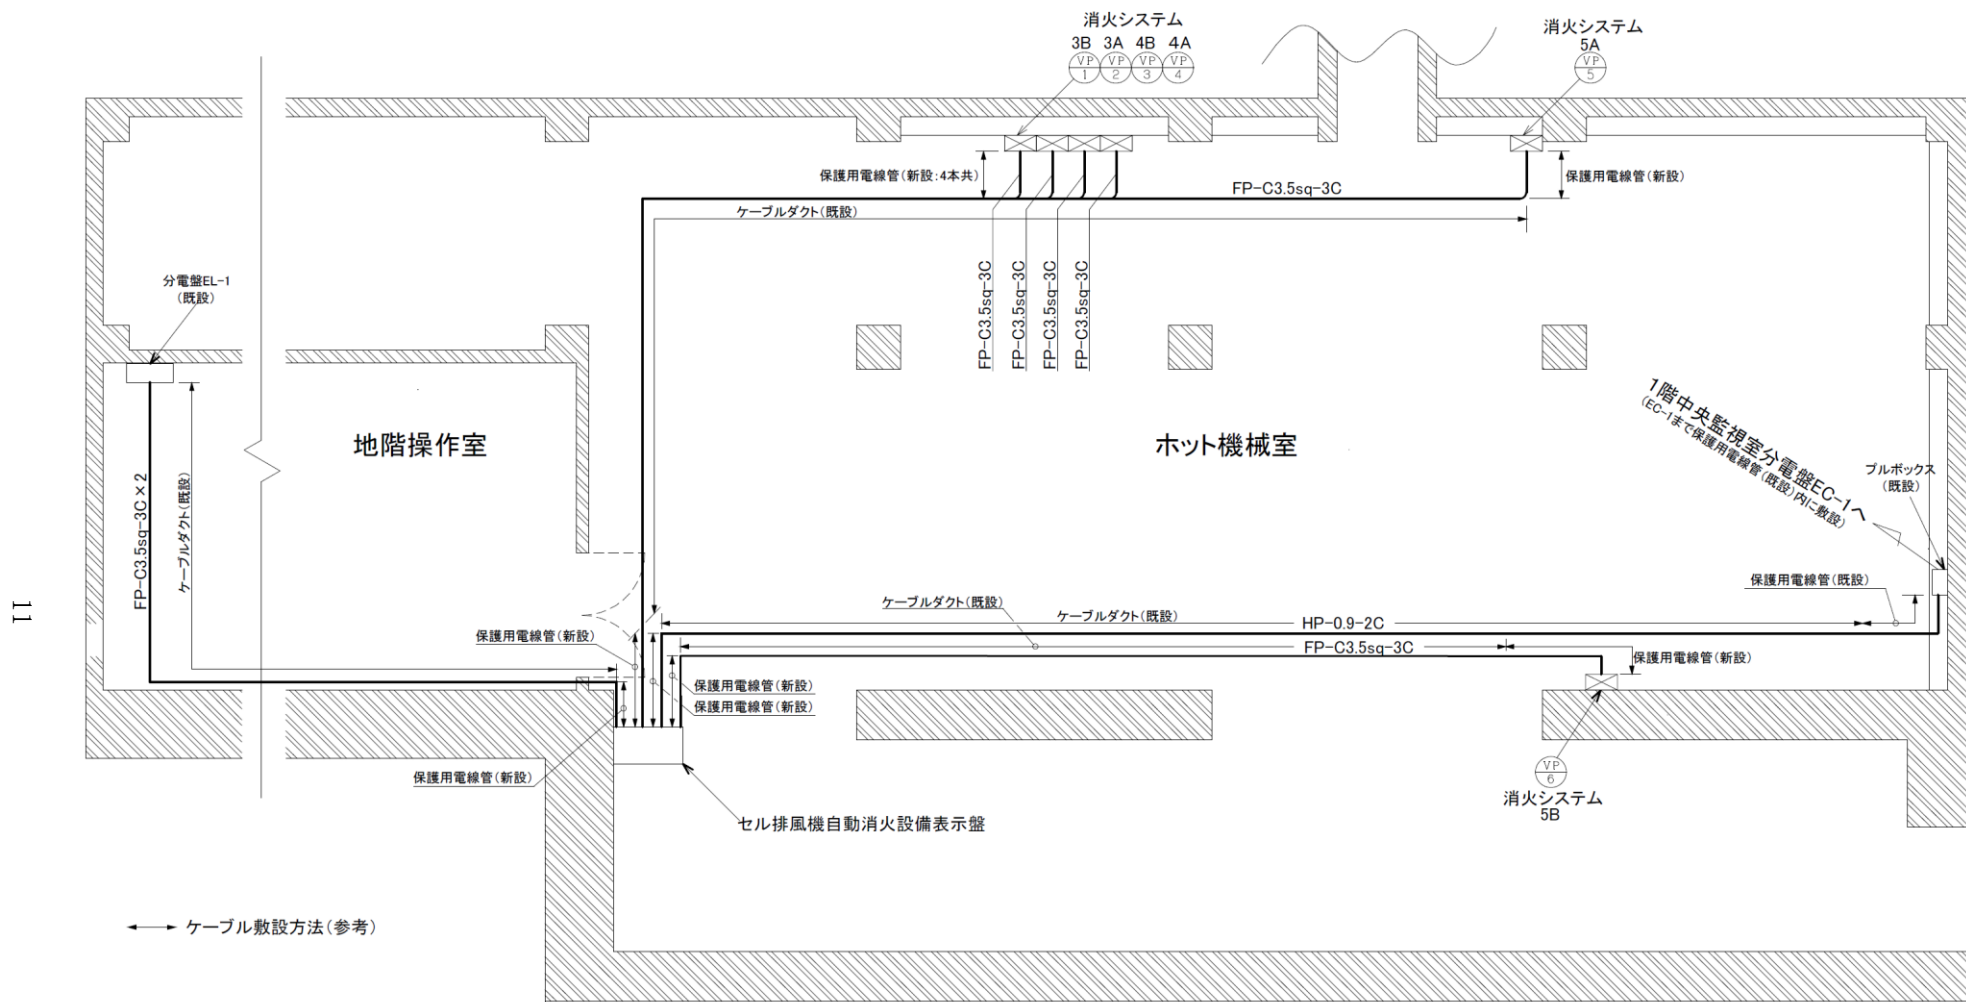 消火システム
3B 3A 4B 4A
VP 1
VP 2
VP 3
VP 4
消火システム
5A
VP 5
保護用電線管(新設:4本共)
FP-C3.5sq-3C
保護用電線管(新設)
ケーブルダクト(既設)
FP-C3.5sq-3C
FP-C3.5sq-3C
FP-C3.5sq-3C
FP-C3.5sq-3C
分電盤EL-1
(既設)
地階操作室
ホット機械室
FP-C3.5sq-3C×2
ケーブルダクト(既設)
1階中央監視室分電盤EC-1へ
(EC-1まで保護用電線管(既設)内に敷設)
プルボックス
(既設)
保護用電線管(既設)
ケーブルダクト(既設)
ケーブルダクト(既設)
HP-0.9-2C
保護用電線管(新設)
FP-C3.5sq-3C
保護用電線管(新設)
保護用電線管(新設)
保護用電線管(新設)
保護用電線管(新設)
VP 6
消火システム
5B
セル排風機自動消火設備表示盤
ケーブル敷設方法(参考)
11